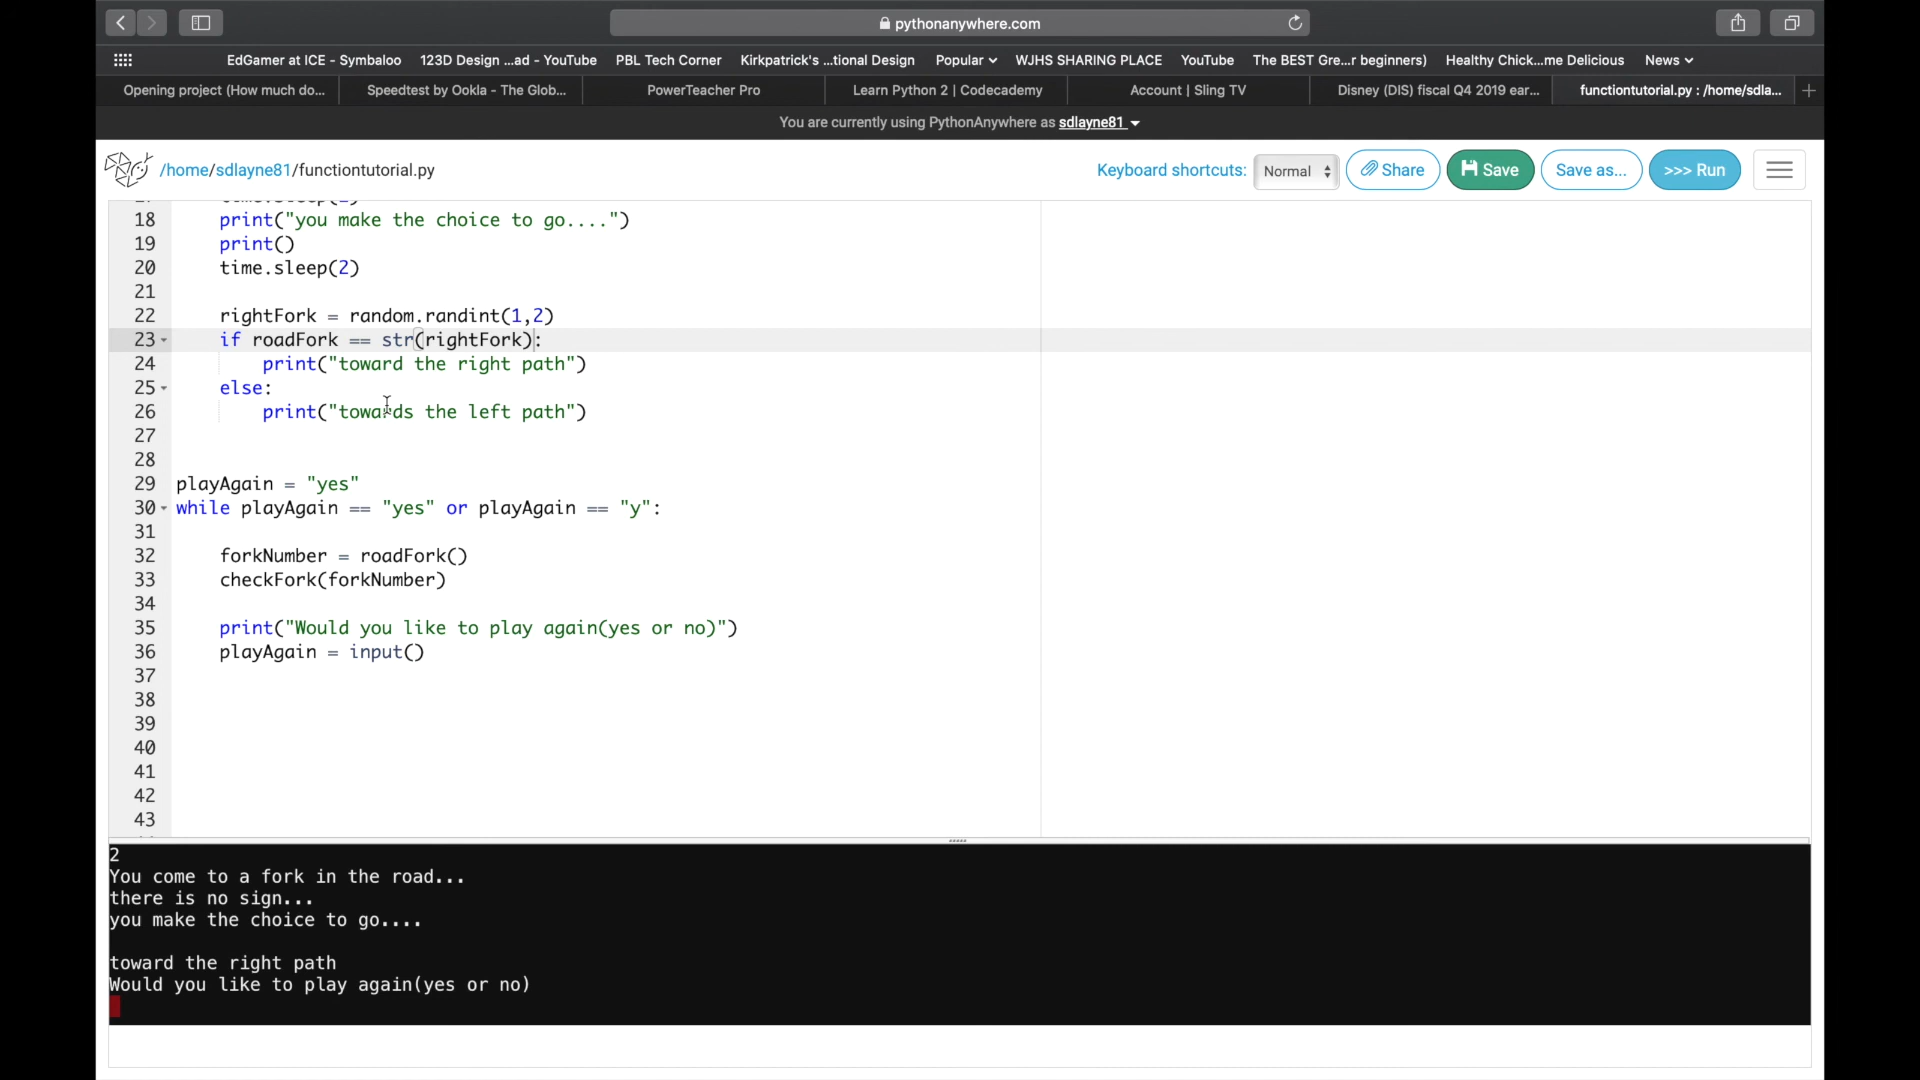 pythonanywhere.com
EdGamer at ICE - Symbaloo 123D Design ...ad - YouTube PBL Tech Corner Kirkpatrick's ...tional Design Popular WJHS SHARING PLACE YouTube The BEST Gre...r beginners) Healthy Chick...me Delicious News
Opening project (How much do... Speedtest by Ookla - The Glob... PowerTeacher Pro Learn Python 2 | Codecademy Account | Sling TV Disney (DIS) fiscal Q4 2019 ear... functiontutorial.py : /home/sdla...
You are currently using PythonAnywhere as sdlayne81
/home/sdlayne81/functiontutorial.py Keyboard shortcuts: Normal Share Save Save as... >>> Run
18 print("you make the choice to go....")
19 print()
20 time.sleep(2)
21
22 rightFork = random.randint(1,2)
23 if roadFork == str(rightFork):
24 print("toward the right path")
25 else:
26 print("towards the left path")
27
28
29 playAgain = "yes"
30 while playAgain == "yes" or playAgain == "y":
31
32 forkNumber = roadFork()
33 checkFork(forkNumber)
34
35 print("Would you like to play again(yes or no)")
36 playAgain = input()
37
38
39
40
41
42
43
2
You come to a fork in the road...
there is no sign...
you make the choice to go....
toward the right path
Would you like to play again(yes or no)